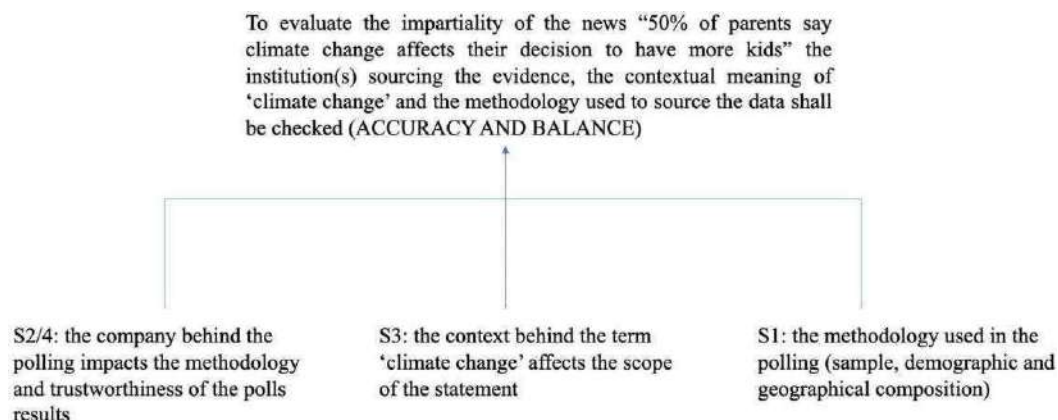 To evaluate the impartiality of the news “50% of parents say
climate change affects their decision to have more kids” the
institution(s) sourcing the evidence, the contextual meaning of
‘climate change’ and the methodology used to source the data shall
be checked (ACCURACY AND BALANCE)
S2/4: the company behind the
polling impacts the methodology
and trustworthiness of the polls
results
S3: the context behind the term
‘climate change’ affects the scope
of the statement
S1: the methodology used in the
polling (sample, demographic and
geographical composition)